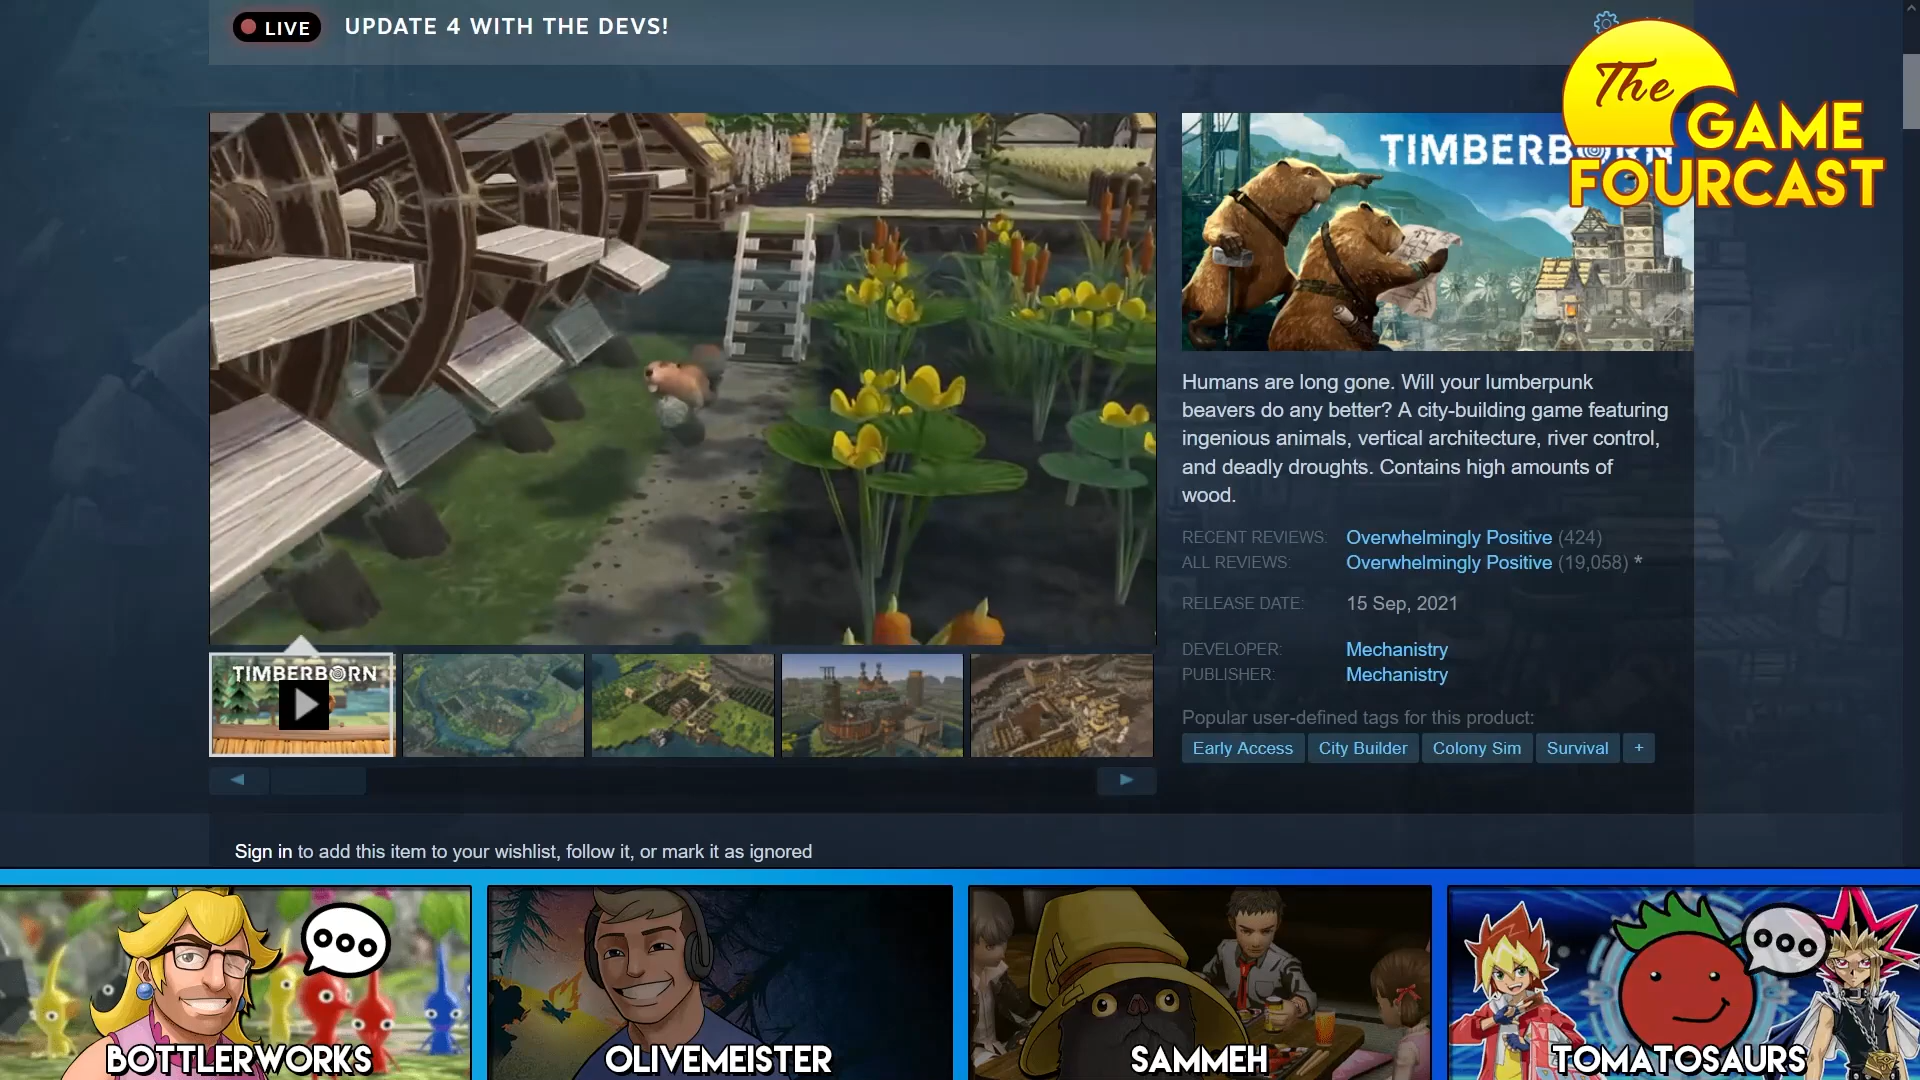 LIVE
UPDATE 4 WITH THE DEVS!
The
GAME
FOURCAST
TIMBERBORN
Humans are long gone. Will your lumberpunk
beavers do any better? A city-building game featuring
ingenious animals, vertical architecture, river control,
and deadly droughts. Contains high amounts of
wood.
RECENT REVIEWS: Overwhelmingly Positive (424)
ALL REVIEWS: Overwhelmingly Positive (19,058) *
RELEASE DATE: 15 Sep, 2021
DEVELOPER: Mechanistry
PUBLISHER: Mechanistry
Popular user-defined tags for this product:
Early Access City Builder Colony Sim Survival +
TIMBERBORN
Sign in to add this item to your wishlist, follow it, or mark it as ignored
BOTTLERWORKS
OLIVEMEISTER
SAMMEH
TOMATOSAURS